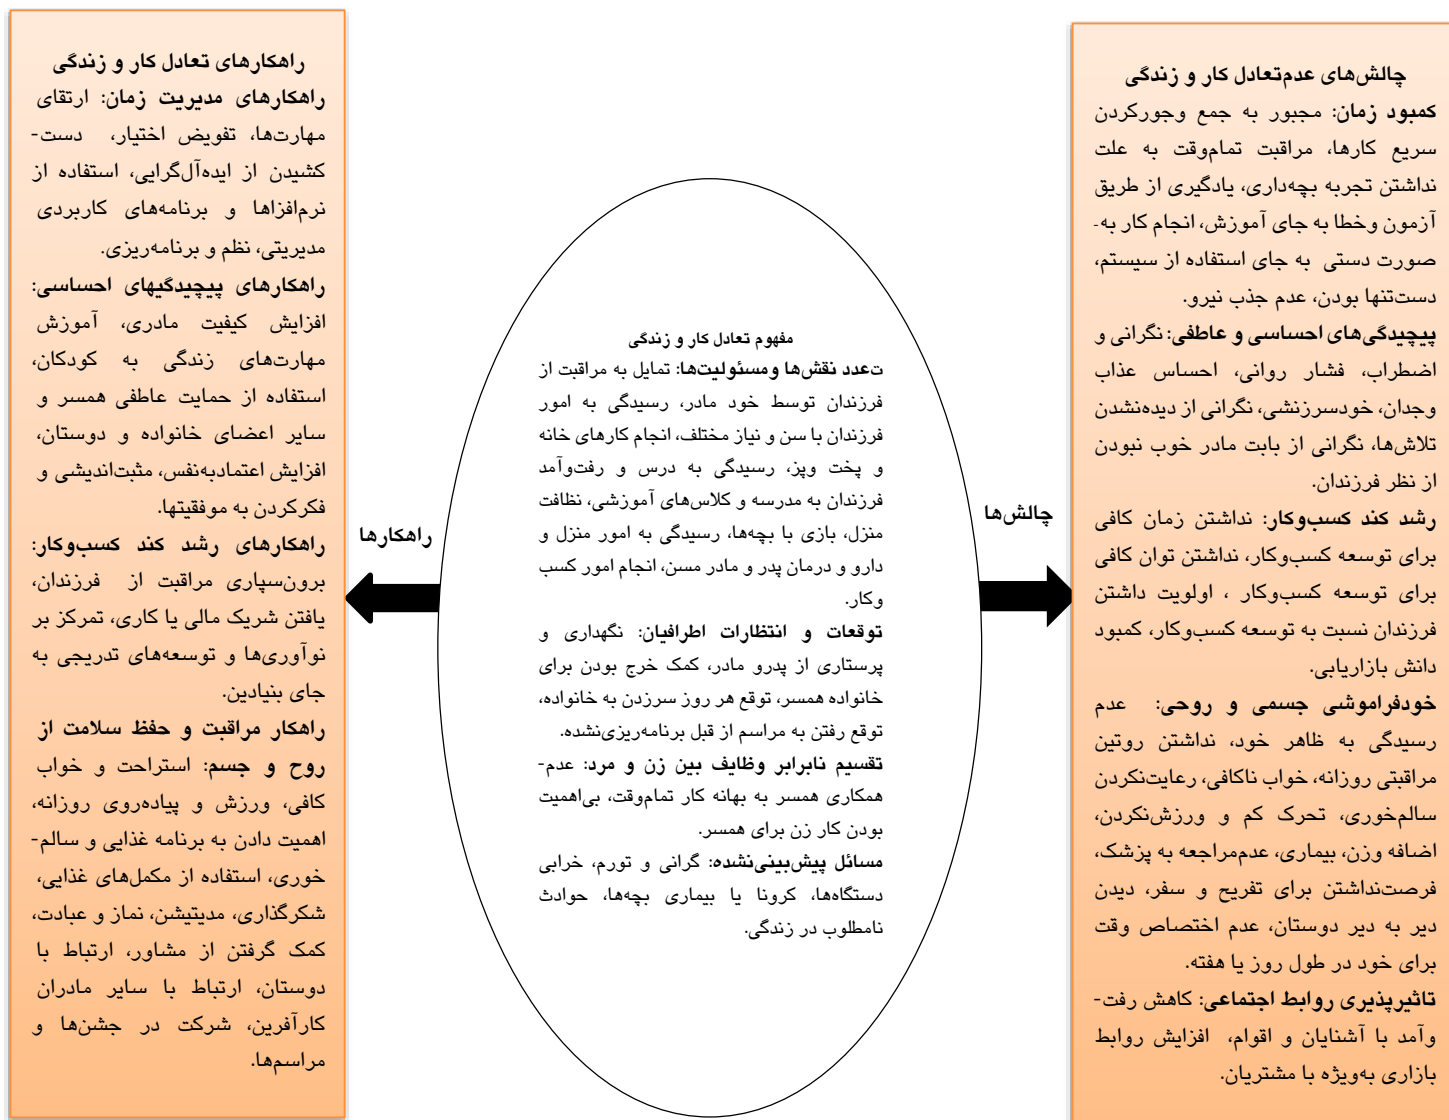 چالش‌های عدم‌تعادل کار و زندگی
کمبود زمان: مجبور به جمع وجورکردن
سریع کارها، مراقبت تمام‌وقت به علت
نداشتن تجربه بچه‌داری، یادگیری از طریق
آزمون وخطا به جای آموزش، انجام کار به-
صورت دستی به جای استفاده از سیستم،
دست‌تنها بودن، عدم جذب نیرو.
پیچیدگی‌های احساسی و عاطفی: نگرانی و
اضطراب، فشار روانی، احساس عذاب
وجدان، خودسرزنشی، نگرانی از دیده‌نشدن
تلاش‌ها، نگرانی از بابت مادر خوب نبودن
از نظر فرزندان.
رشد کند کسب‌وکار: نداشتن زمان کافی
برای توسعه کسب‌وکار، نداشتن توان کافی
برای توسعه کسب‌وکار ، اولویت داشتن
فرزندان نسبت به توسعه کسب‌وکار، کمبود
دانش بازاریابی.
خودفراموشی جسمی و روحی: عدم
رسیدگی به ظاهر خود، نداشتن روتین
مراقبتی روزانه، خواب ناکافی، رعایت‌نکردن
سالم‌خوری، تحرک کم و ورزش‌نکردن،
اضافه وزن، بیماری، عدم‌مراجعه به پزشک،
فرصت‌نداشتن برای تفریح و سفر، دیدن
دیر به دیر دوستان، عدم اختصاص وقت
برای خود در طول روز یا هفته.
تاثیرپذیری روابط اجتماعی: کاهش رفت-
وآمد با آشنایان و اقوام، افزایش روابط
بازاری به‌ویژه با مشتریان.
چالش‌ها
مفهوم تعادل کار و زندگی
تعدد نقش‌ها ومسئولیت‌ها: تمایل به مراقبت از
فرزندان توسط خود مادر، رسیدگی به امور
فرزندان با سن و نیاز مختلف، انجام کارهای خانه
و پخت وپز، رسیدگی به درس و رفت‌وآمد
فرزندان به مدرسه و کلاس‌های آموزشی، نظافت
منزل، بازی با بچه‌ها، رسیدگی به امور منزل و
دارو و درمان پدر و مادر مسن، انجام امور کسب
وکار.
توقعات و انتظارات اطرافیان: نگهداری و
پرستاری از پدرو مادر، کمک خرج بودن برای
خانواده همسر، توقع هر روز سرزدن به خانواده،
توقع رفتن به مراسم از قبل برنامه‌ریزی‌نشده.
تقسیم نابرابر وظایف بین زن و مرد: عدم-
همکاری همسر به بهانه کار تمام‌وقت، بی‌اهمیت
بودن کار زن برای همسر.
مسائل پیش‌بینی‌نشده: گرانی و تورم، خرابی
دستگاه‌ها، کرونا یا بیماری بچه‌ها، حوادث
نامطلوب در زندگی.
راهکارها
راهکارهای تعادل کار و زندگی
راهکارهای مدیریت زمان: ارتقای
مهارت‌ها، تفویض اختیار، دست-
کشیدن از ایده‌آل‌گرایی، استفاده از
نرم‌افزاها و برنامه‌های کاربردی
مدیریتی، نظم و برنامه‌ریزی.
راهکارهای پیچیدگیهای احساسی:
افزایش کیفیت مادری، آموزش
مهارت‌های زندگی به کودکان،
استفاده از حمایت عاطفی همسر و
سایر اعضای خانواده و دوستان،
افزایش اعتمادبه‌نفس، مثبت‌اندیشی و
فکرکردن به موفقیتها.
راهکارهای رشد کند کسب‌وکار:
برون‌سپاری مراقبت از فرزندان،
یافتن شریک مالی یا کاری، تمرکز بر
نوآوری‌ها و توسعه‌های تدریجی به
جای بنیادین.
راهکار مراقبت و حفظ سلامت از
روح و جسم: استراحت و خواب
کافی، ورزش و پیاده‌روی روزانه،
اهمیت دادن به برنامه غذایی و سالم-
خوری، استفاده از مکمل‌های غذایی،
شکرگذاری، مدیتیشن، نماز و عبادت،
کمک گرفتن از مشاور، ارتباط با
دوستان، ارتباط با سایر مادران
کارآفرین، شرکت در جشن‌ها و
مراسم‌ها.